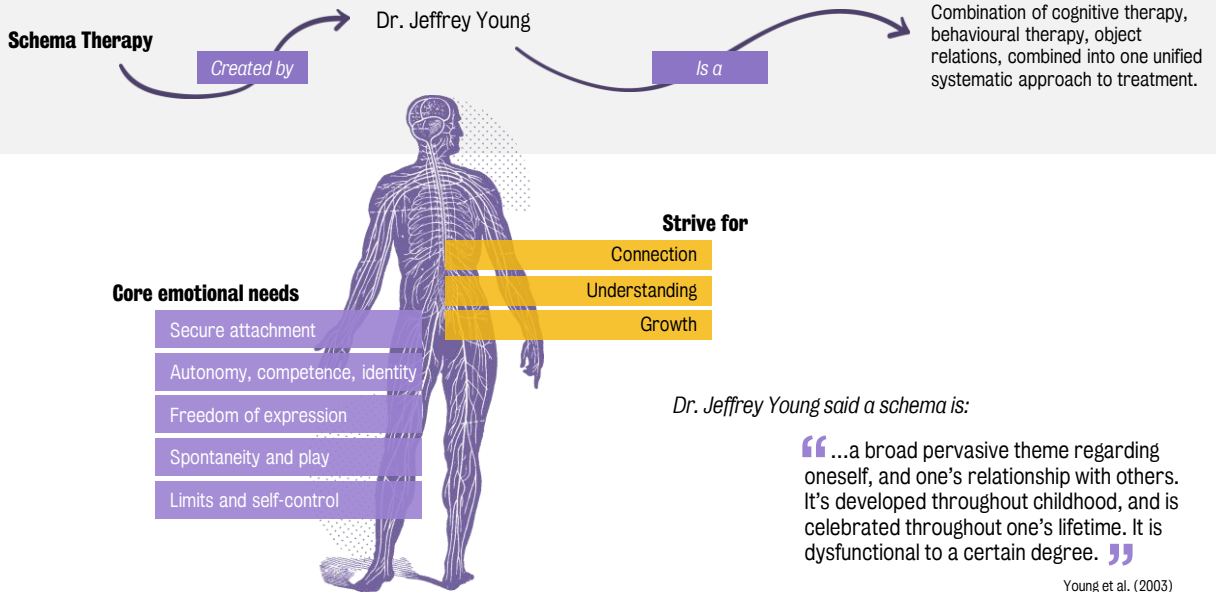 Schema Therapy
Created by
Dr. Jeffrey Young
Is a
Combination of cognitive therapy,
behavioural therapy, object
relations, combined into one unified
systematic approach to treatment.
Strive for
Connection
Understanding
Growth
Core emotional needs
Secure attachment
Autonomy, competence, identity
Freedom of expression
Spontaneity and play
Limits and self-control
Dr. Jeffrey Young said a schema is:
“...a broad pervasive theme regarding
oneself, and one’s relationship with others.
It’s developed throughout childhood, and is
celebrated throughout one’s lifetime. It is
dysfunctional to a certain degree. ”
Young et al. (2003)